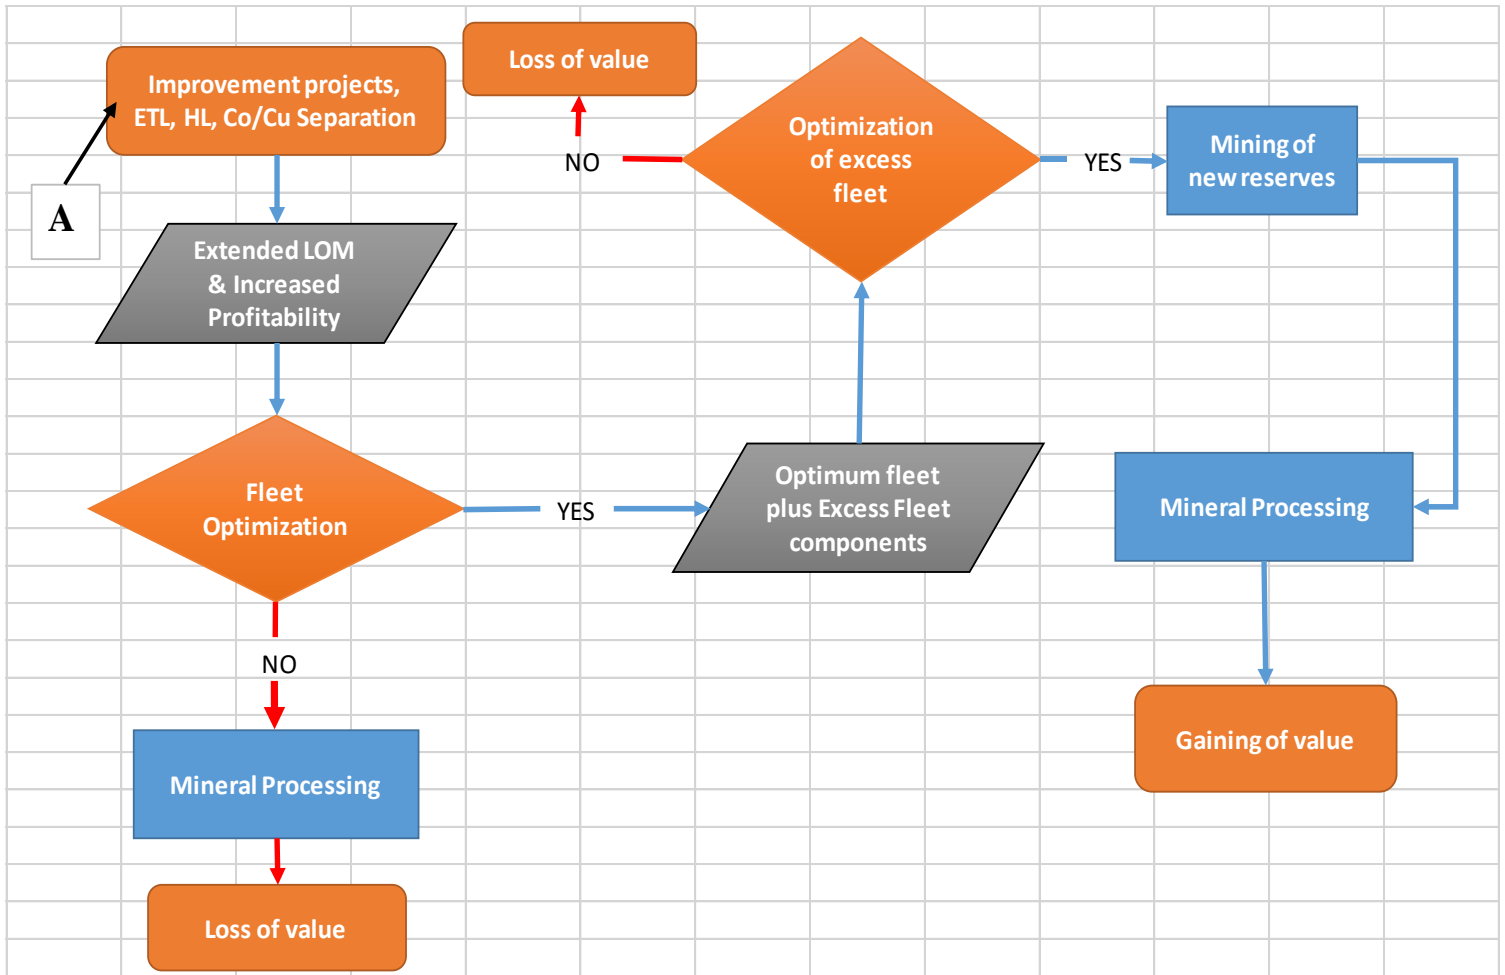 Improvement projects,
ETL, HL, Co/Cu Separation
A
Extended LOM
& Increased
Profitability
Fleet
Optimization
YES
NO
Mineral Processing
Loss of value
Optimum fleet
plus Excess Fleet
components
Optimization
of excess
fleet
NO
Loss of value
YES
Mining of
new reserves
Mineral Processing
Gaining of value